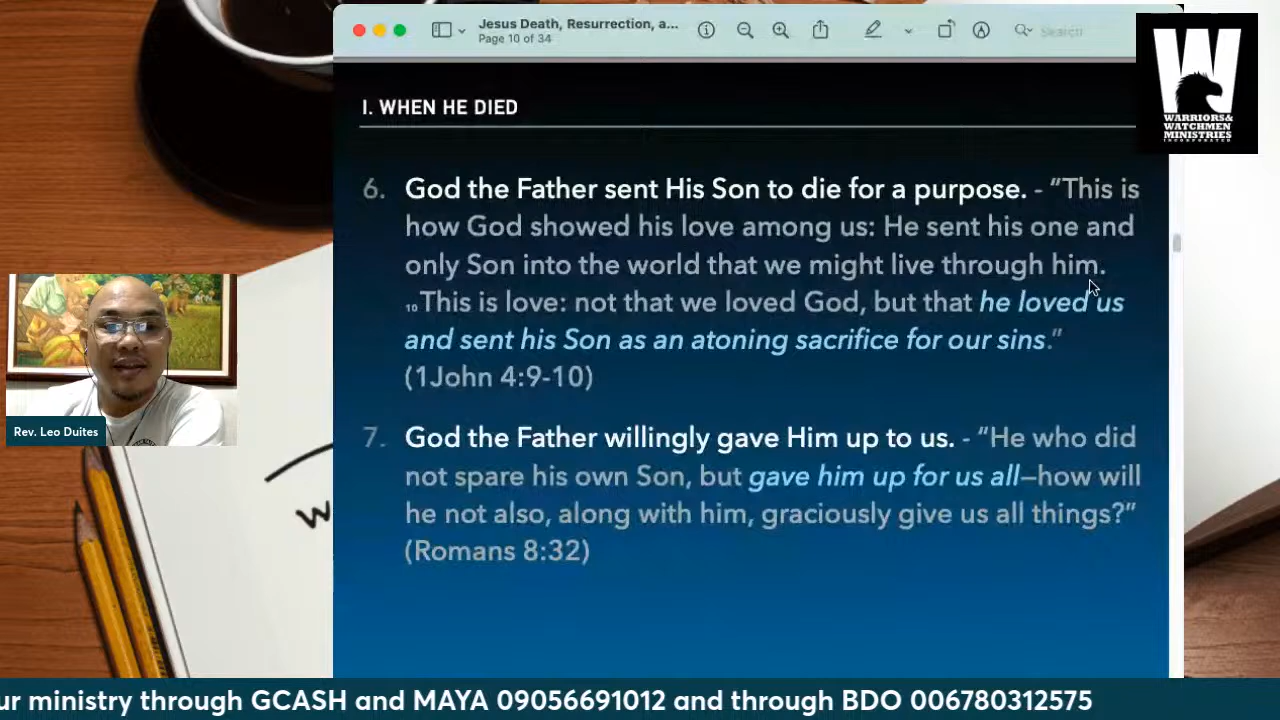 Jesus Death, Resurrection, a...
Page 10 of 34
Search
W
WARRIORS&
WATCHMEN
MINISTRIES
INCORPORATED
I. WHEN HE DIED
6. God the Father sent His Son to die for a purpose. - “This is
how God showed his love among us: He sent his one and
only Son into the world that we might live through him.
10 This is love: not that we loved God, but that he loved us
and sent his Son as an atoning sacrifice for our sins.”
(1John 4:9-10)
7. God the Father willingly gave Him up to us. - “He who did
not spare his own Son, but gave him up for us all—how will
he not also, along with him, graciously give us all things?”
(Romans 8:32)
Rev. Leo Duites
w
ur ministry through GCASH and MAYA 09056691012 and through BDO 006780312575